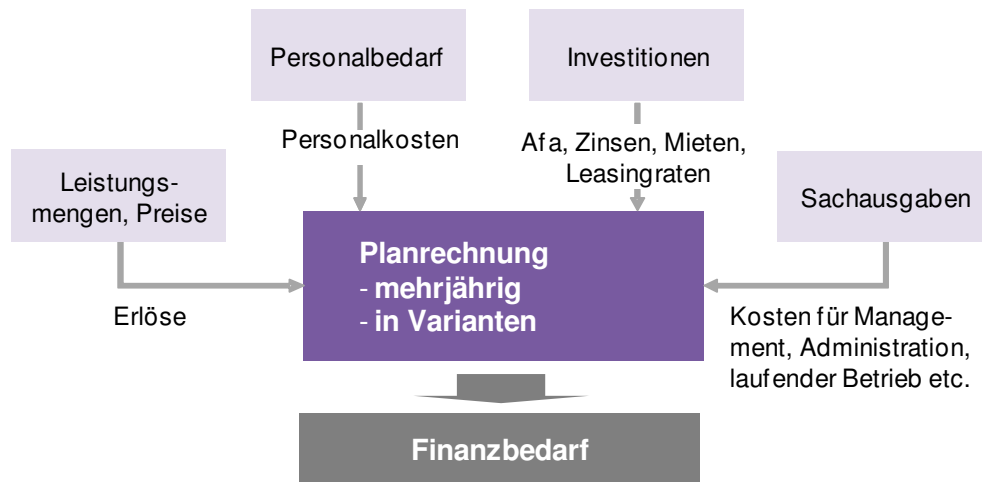 Personalbedarf
Investitionen
Personalkosten
Afa, Zinsen, Mieten,
Leasingraten
Leistungs-
mengen, Preise
Sachausgaben
Planrechnung
- mehrjährig
- in Varianten
Erlöse
Kosten für Manage-
ment, Administration,
laufender Betrieb etc.
Finanzbedarf